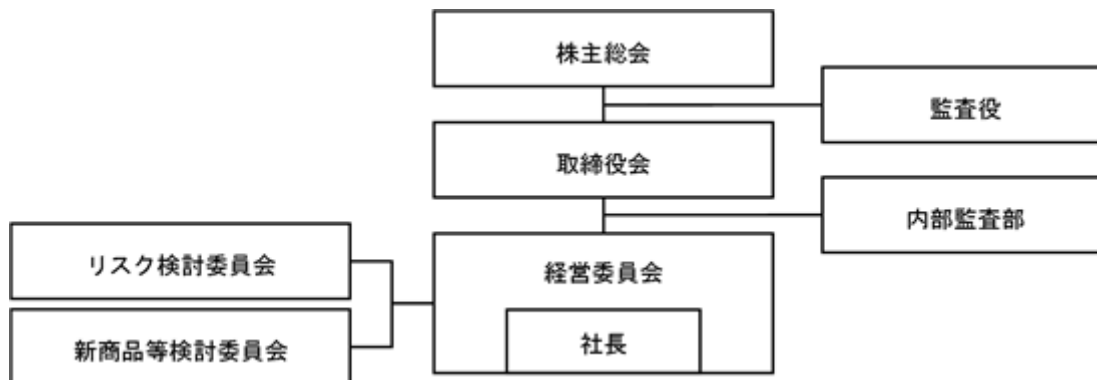 株主総会
監査役
取締役会
内部監査部
リスク検討委員会
経営委員会
新商品等検討委員会
社長